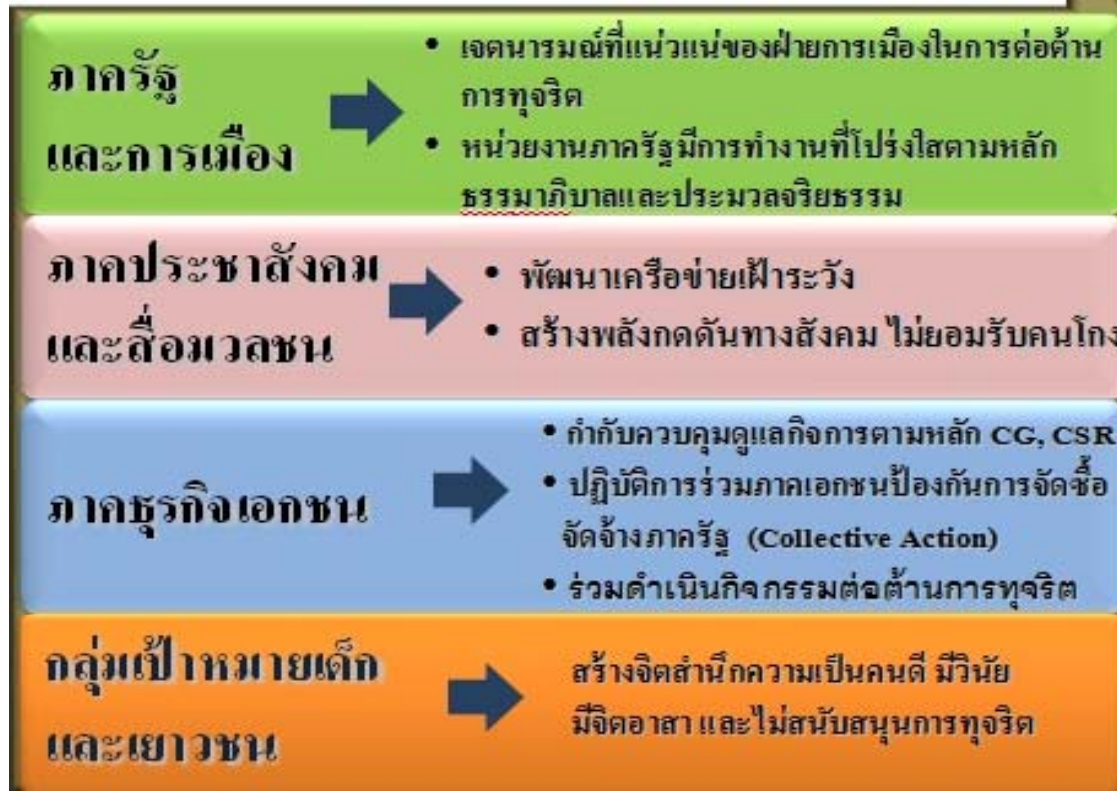 ภาครัฐ
และการเมือง
• เจตนารมณ์ที่แน่วแน่ของฝ่ายการเมืองในการต่อต้าน
การทุจริต
• หน่วยงานภาครัฐมีการทำงานที่โปร่งใสตามหลัก
ธรรมาภิบาลและประมวลจริยธรรม
ภาคประชาสังคม
และสื่อมวลชน
• พัฒนาเครือข่ายเฝ้าระวัง
• สร้างพลังกดดันทางสังคม ไม่ยอมรับคนโกง
ภาคธุรกิจเอกชน
• กำกับควบคุมดูแลกิจการตามหลัก CG, CSR
• ปฏิบัติการร่วมภาคเอกชนป้องกันการจัดซื้อ
จัดจ้างภาครัฐ (Collective Action)
• ร่วมดำเนินกิจกรรมต่อต้านการทุจริต
กลุ่มเป้าหมายเด็ก
และเยาวชน
สร้างจิตสำนึกความเป็นคนดี มีวินัย
มีจิตอาสา และไม่สนับสนุนการทุจริต